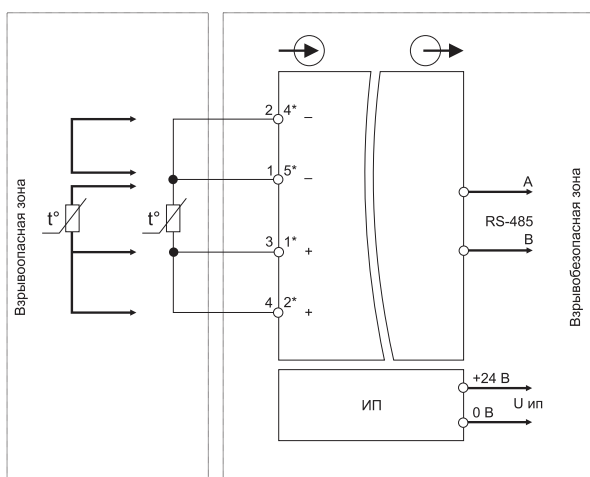 Взрывоопасная зона
t°
t°
2 4* –
1 5* –
3 1* +
4 2* +
A
RS-485
B
ИП
+24 В
U ип
0 В
Взрывобезопасная зона